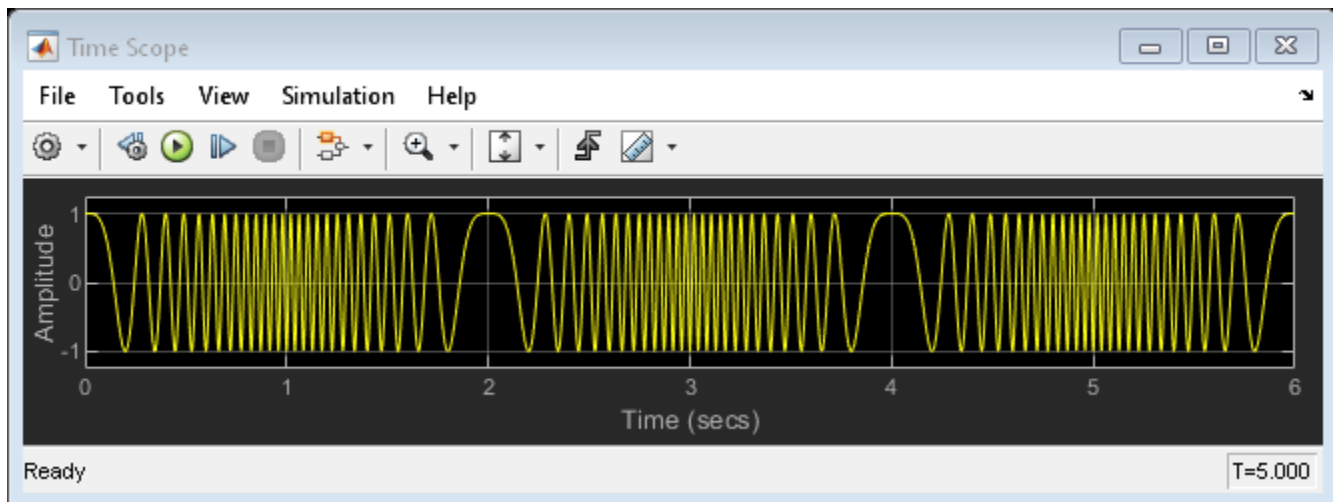 Time Scope
File Tools View Simulation Help
Amplitude
1
0
-1
0 1 2 3 4 5 6
Time (secs)
Ready T=5.000